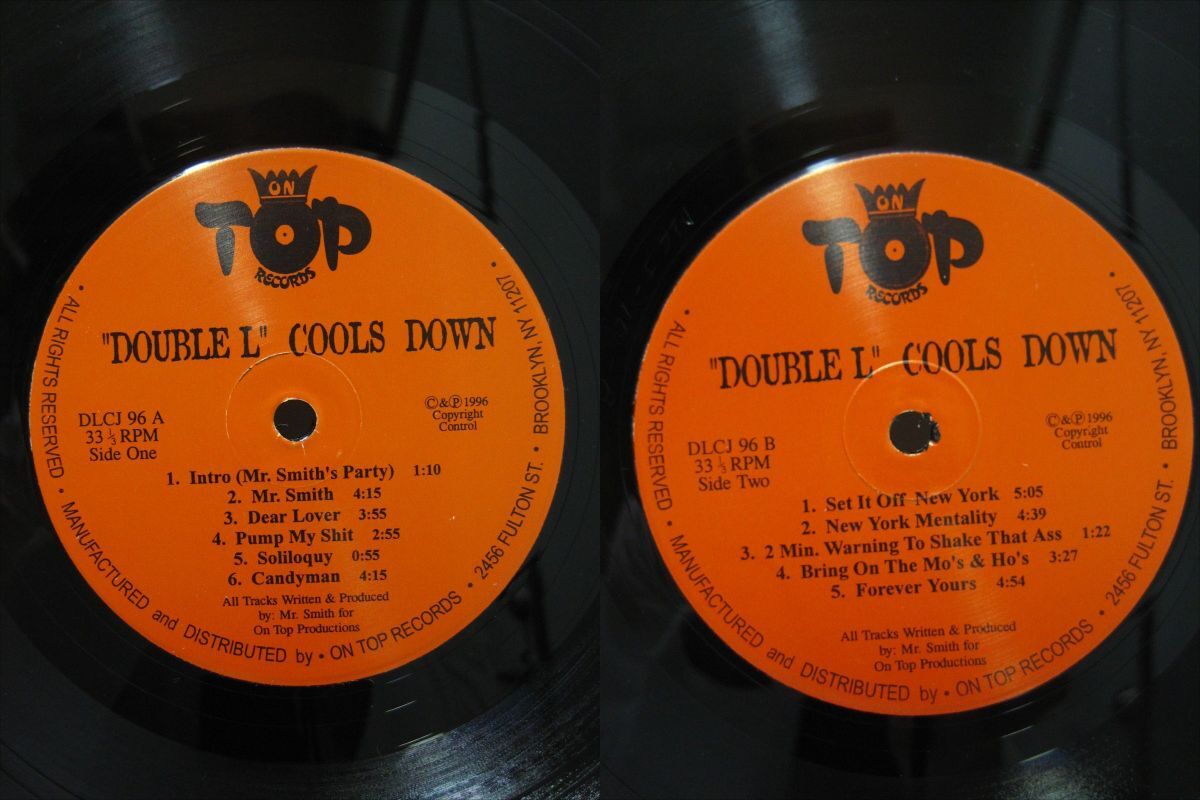 ON
TOP
RECORDS
"DOUBLE L" COOLS DOWN
DLCJ 96 A
33 ⅓ RPM
Side One
©&℗ 1996
Copyright
Control
1. Intro (Mr. Smith's Party) 1:10
2. Mr. Smith 4:15
3. Dear Lover 3:55
4. Pump My Shit 2:55
5. Soliloquy 0:55
6. Candyman 4:15
All Tracks Written & Produced
by: Mr. Smith for
On Top Productions
• ALL RIGHTS RESERVED • MANUFACTURED and DISTRIBUTED by • ON TOP RECORDS • 2456 FULTON ST. • BROOKLYN, NY 11207 •
ON
TOP
RECORDS
"DOUBLE L" COOLS DOWN
DLCJ 96 B
33 ⅓ RPM
Side Two
©&℗ 1996
Copyright
Control
1. Set It Off New York 5:05
2. New York Mentality 4:39
3. 2 Min. Warning To Shake That Ass 1:22
4. Bring On The Mo's & Ho's 3:27
5. Forever Yours 4:54
All Tracks Written & Produced
by: Mr. Smith for
On Top Productions
• ALL RIGHTS RESERVED • MANUFACTURED and DISTRIBUTED by • ON TOP RECORDS • 2456 FULTON ST. • BROOKLYN, NY 11207 •